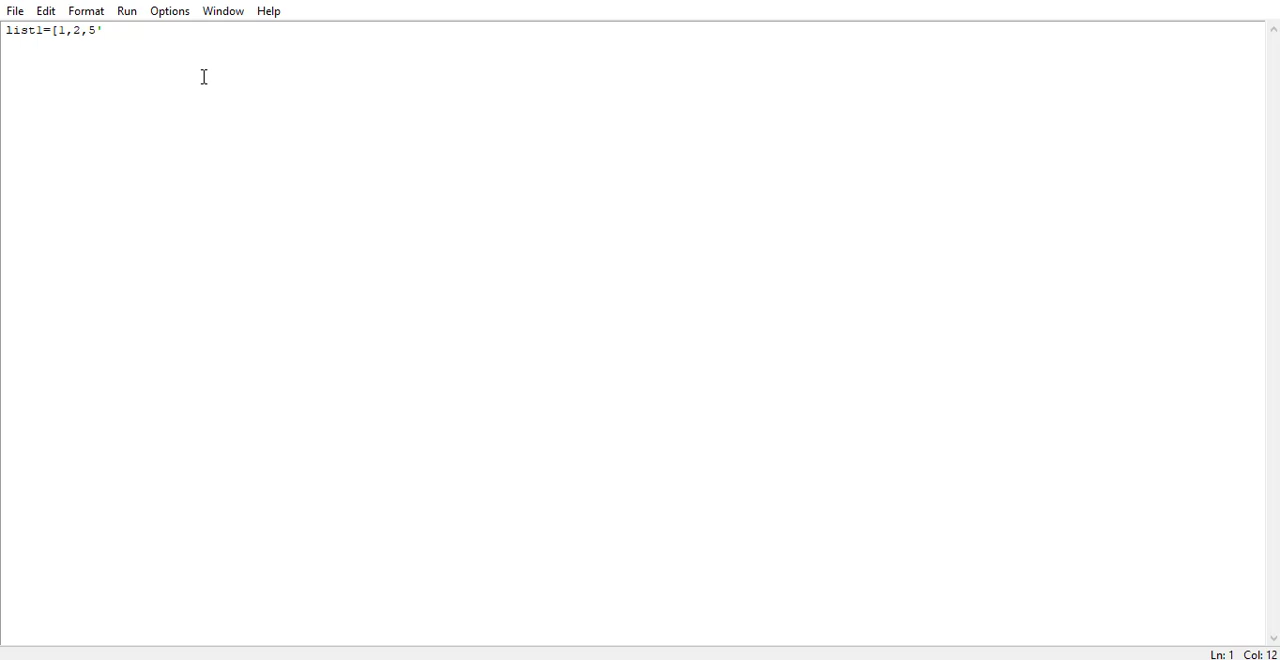 File Edit Format Run Options Window Help
list1=[1,2,5'
Ln: 1 Col: 12